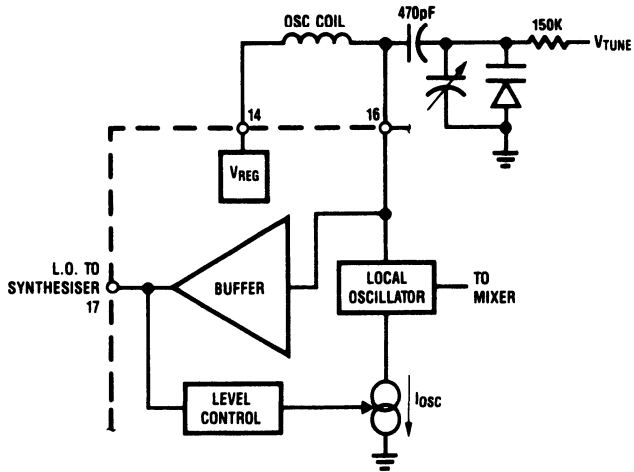 OSC COIL
470pF
150K
VTUNE
14
16
VREG
L.O. TO
SYNTHESISER
17
BUFFER
LOCAL
OSCILLATOR
TO
MIXER
LEVEL
CONTROL
IOSC